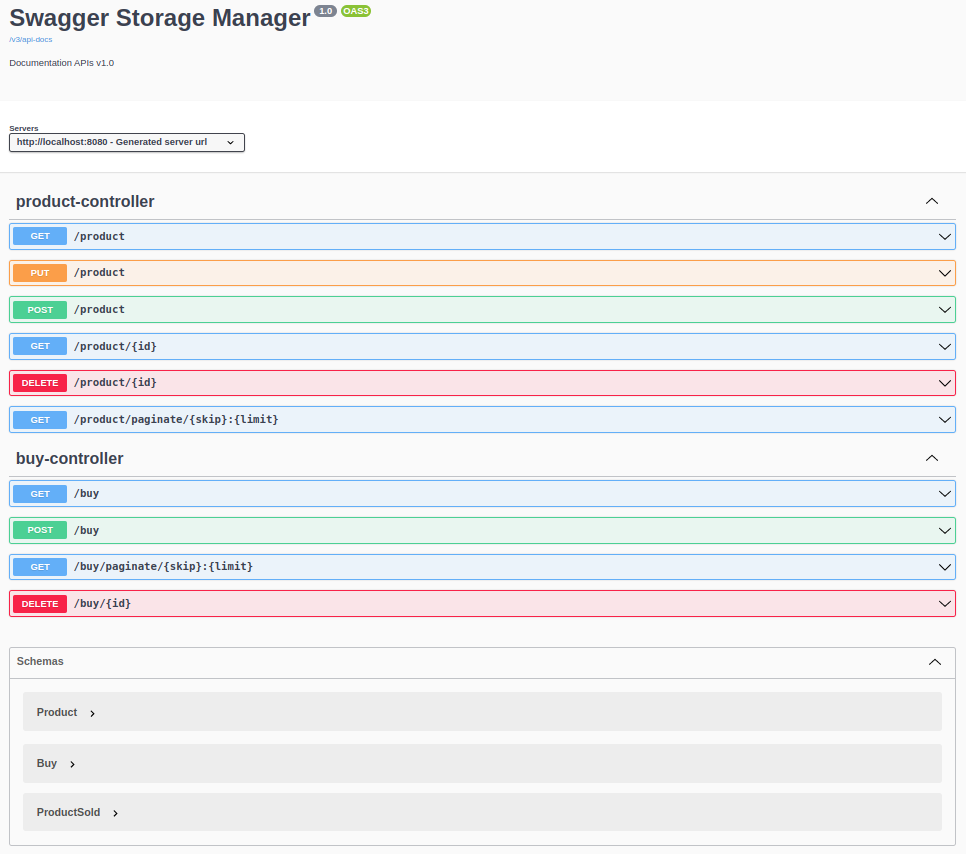 Swagger Storage Manager 1.0 OAS3
/v3/api-docs
Documentation APIs v1.0
Servers
http://localhost:8080 - Generated server url
product-controller
GET /product
PUT /product
POST /product
GET /product/{id}
DELETE /product/{id}
GET /product/paginate/{skip}:{limit}
buy-controller
GET /buy
POST /buy
GET /buy/paginate/{skip}:{limit}
DELETE /buy/{id}
Schemas
Product
Buy
ProductSold